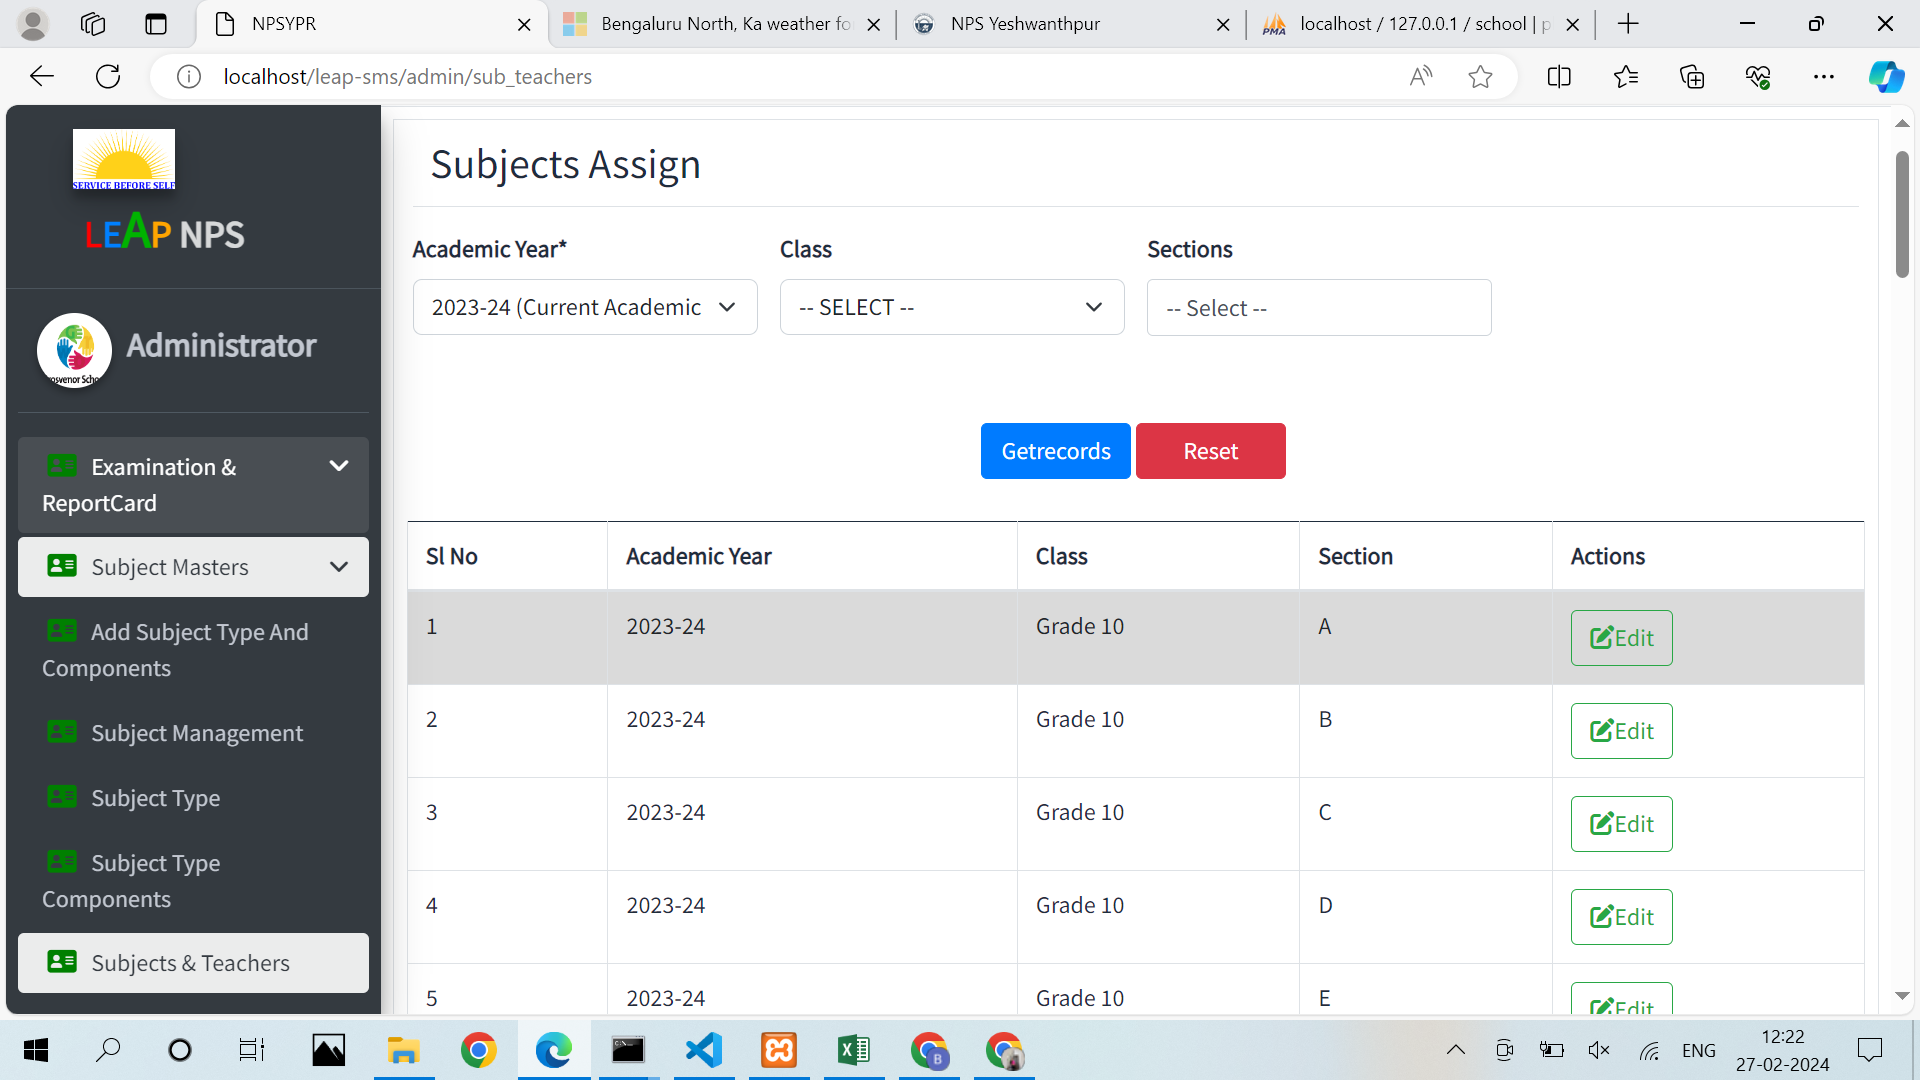 NPSYPR
Bengaluru North, Ka weather fo
NPS Yeshwanthpur
localhost / 127.0.0.1 / school | p
localhost/leap-sms/admin/sub_teachers
SERVICE BEFORE SELF
LEAP NPS
Administrator
Examination &
ReportCard
Subject Masters
Add Subject Type And
Components
Subject Management
Subject Type
Subject Type
Components
Subjects & Teachers
Subjects Assign
Academic Year* Class Sections
2023-24 (Current Academic -- SELECT -- -- Select --
Getrecords Reset
Sl No Academic Year Class Section Actions
1 2023-24 Grade 10 A Edit
2 2023-24 Grade 10 B Edit
3 2023-24 Grade 10 C Edit
4 2023-24 Grade 10 D Edit
5 2023-24 Grade 10 E Edit
ENG
12:22
27-02-2024